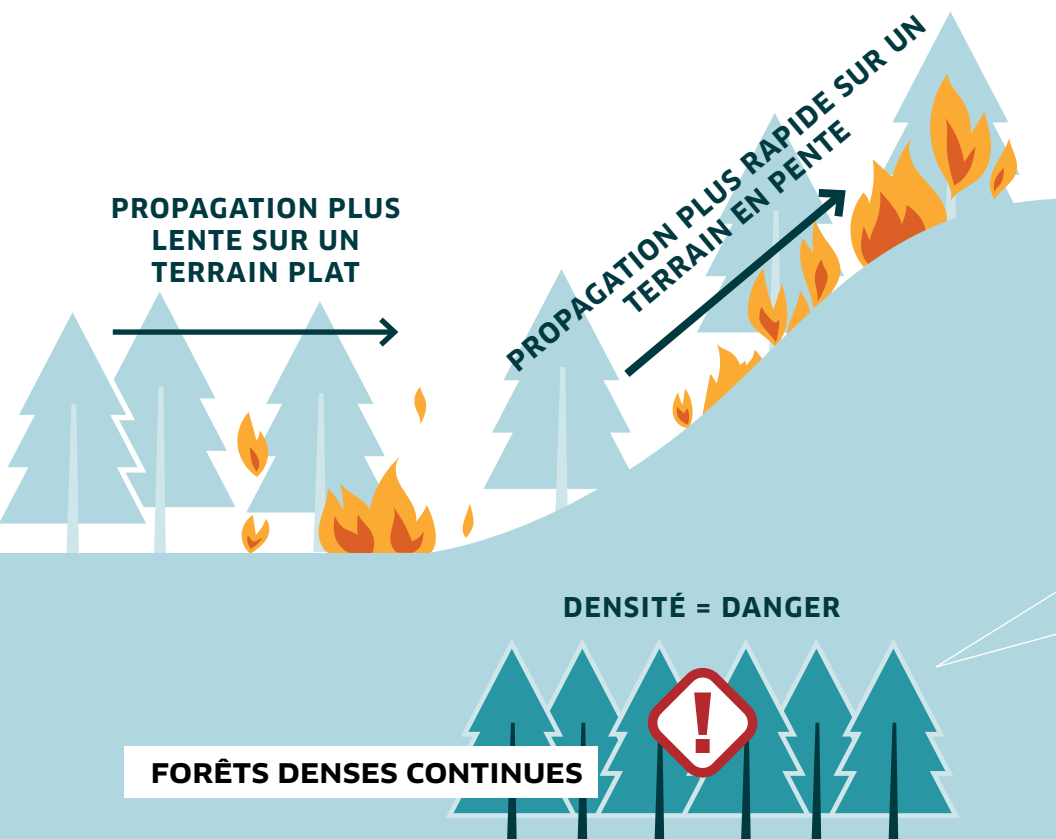 PROPAGATION PLUS
LENTE SUR UN
TERRAIN PLAT
PROPAGATION PLUS RAPIDE SUR UN
TERRAIN EN PENTE
DENSITÉ = DANGER
!
FORÊTS DENSES CONTINUES